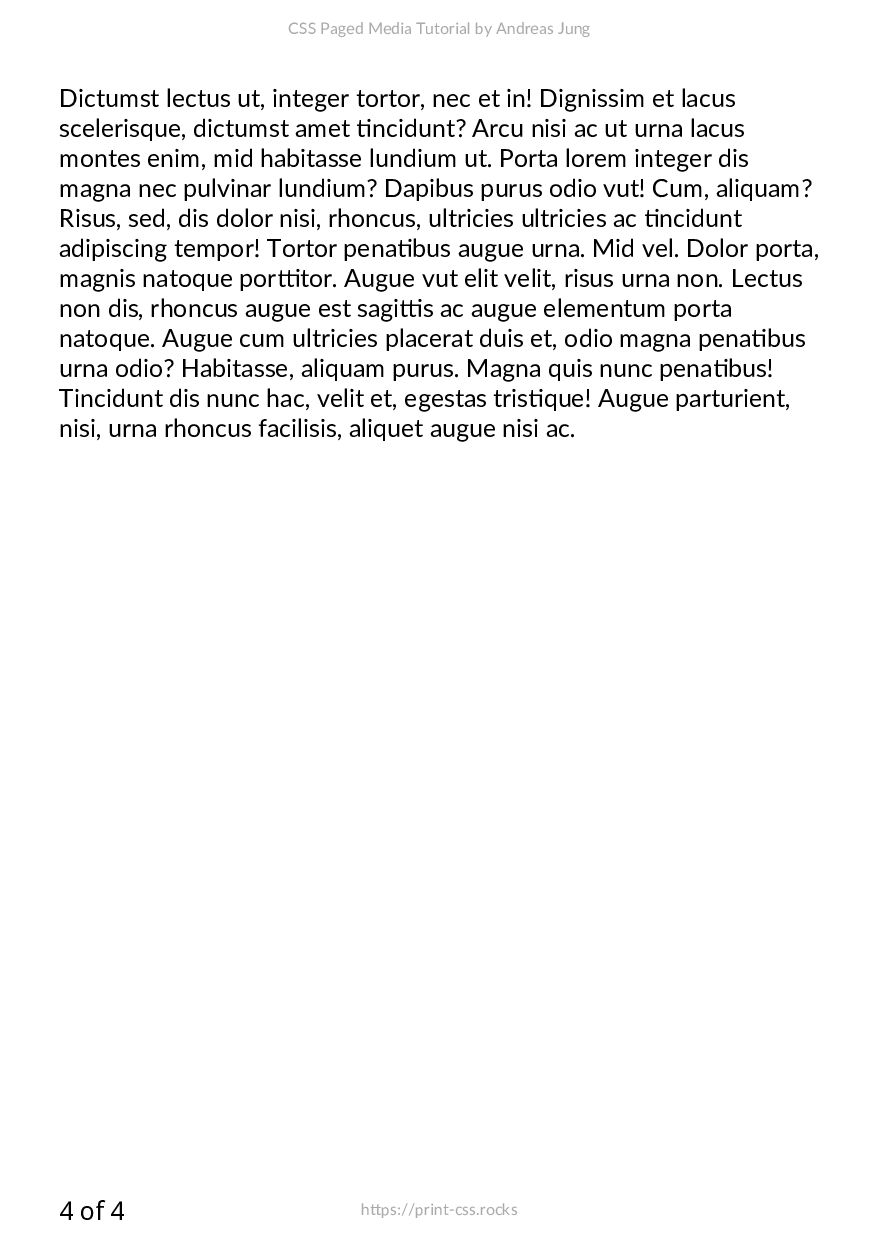 CSS Paged Media Tutorial by Andreas Jung
Dictumst lectus ut, integer tortor, nec et in! Dignissim et lacus
scelerisque, dictumst amet tincidunt? Arcu nisi ac ut urna lacus
montes enim, mid habitasse lundium ut. Porta lorem integer dis
magna nec pulvinar lundium? Dapibus purus odio vut! Cum, aliquam?
Risus, sed, dis dolor nisi, rhoncus, ultricies ultricies ac tincidunt
adipiscing tempor! Tortor penatibus augue urna. Mid vel. Dolor porta,
magnis natoque porttitor. Augue vut elit velit, risus urna non. Lectus
non dis, rhoncus augue est sagittis ac augue elementum porta
natoque. Augue cum ultricies placerat duis et, odio magna penatibus
urna odio? Habitasse, aliquam purus. Magna quis nunc penatibus!
Tincidunt dis nunc hac, velit et, egestas tristique! Augue parturient,
nisi, urna rhoncus facilisis, aliquet augue nisi ac.
4 of 4
https://print-css.rocks